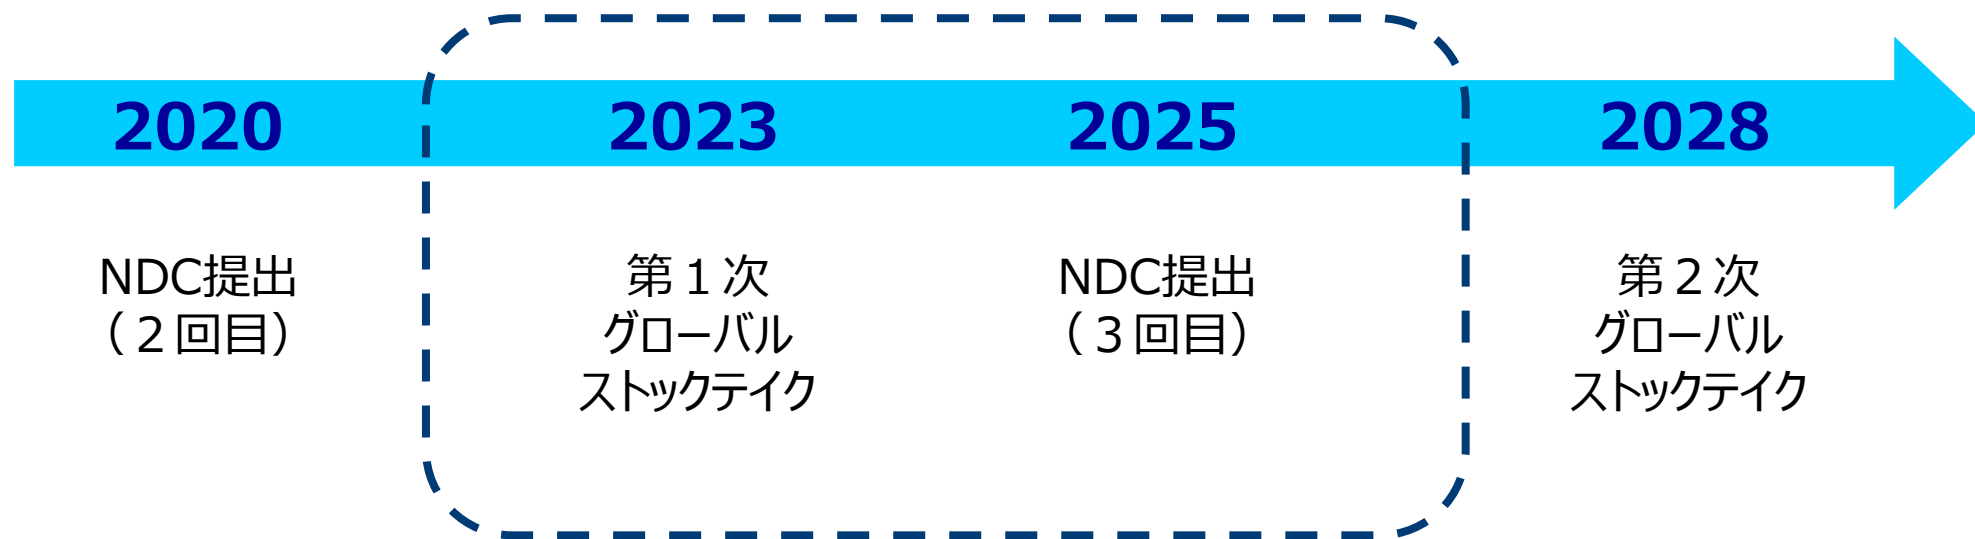 2020
2023
2025
2028
NDC提出
（２回目）
第１次
グローバル
ストックテイク
NDC提出
（３回目）
第２次
グローバル
ストックテイク